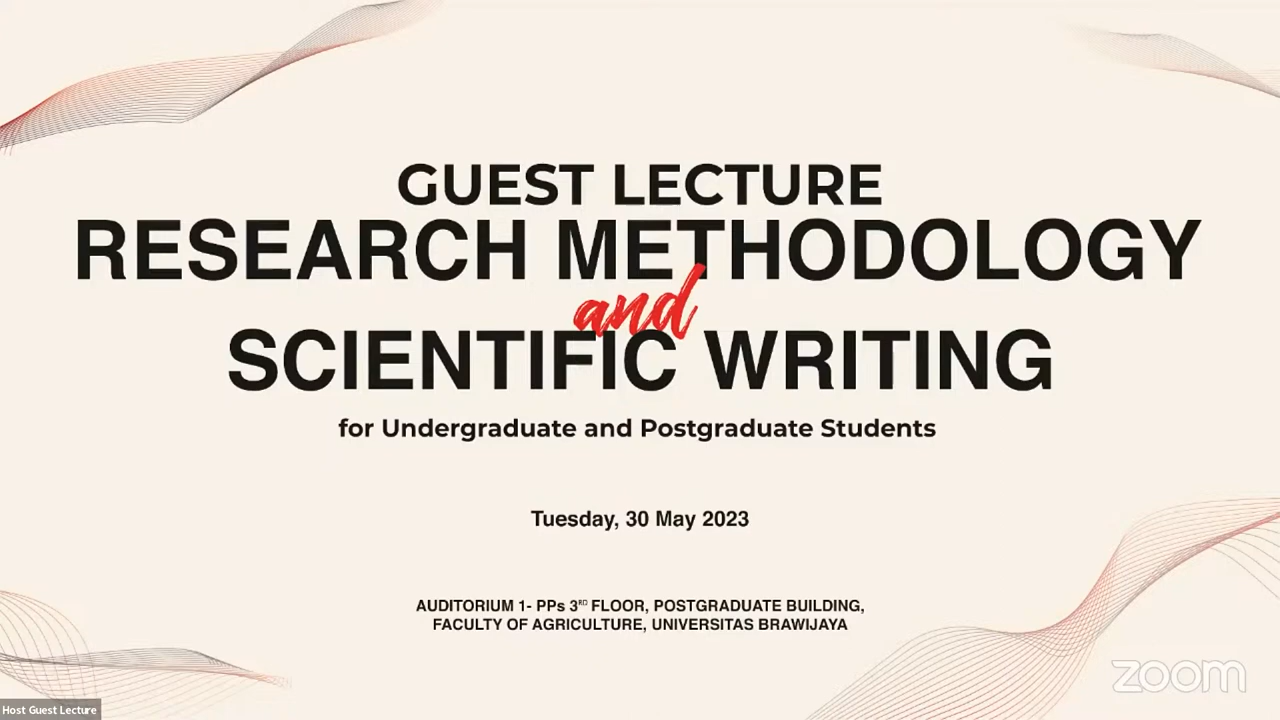 GUEST LECTURE
RESEARCH METHODOLOGY
and
SCIENTIFIC WRITING
for Undergraduate and Postgraduate Students
Tuesday, 30 May 2023
AUDITORIUM 1- PPs 3RD FLOOR, POSTGRADUATE BUILDING,
FACULTY OF AGRICULTURE, UNIVERSITAS BRAWIJAYA
zoom
Host Guest Lecture